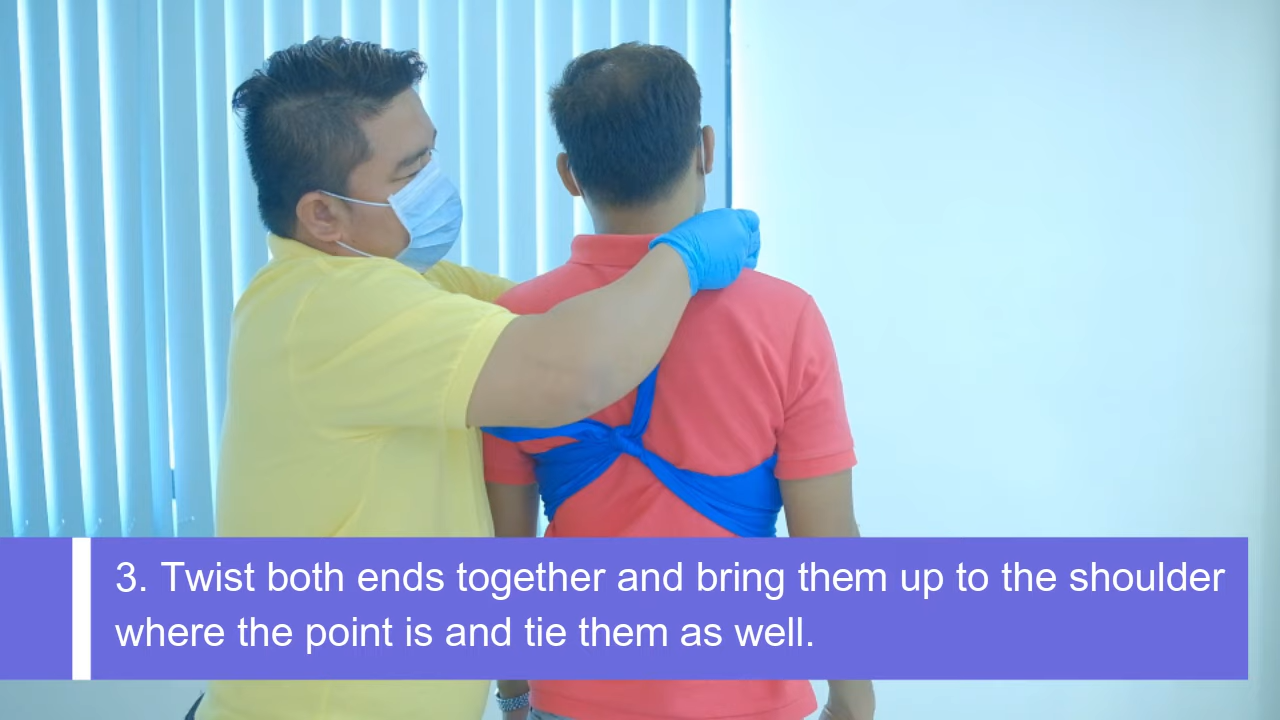 3. Twist both ends together and bring them up to the shoulder
where the point is and tie them as well.